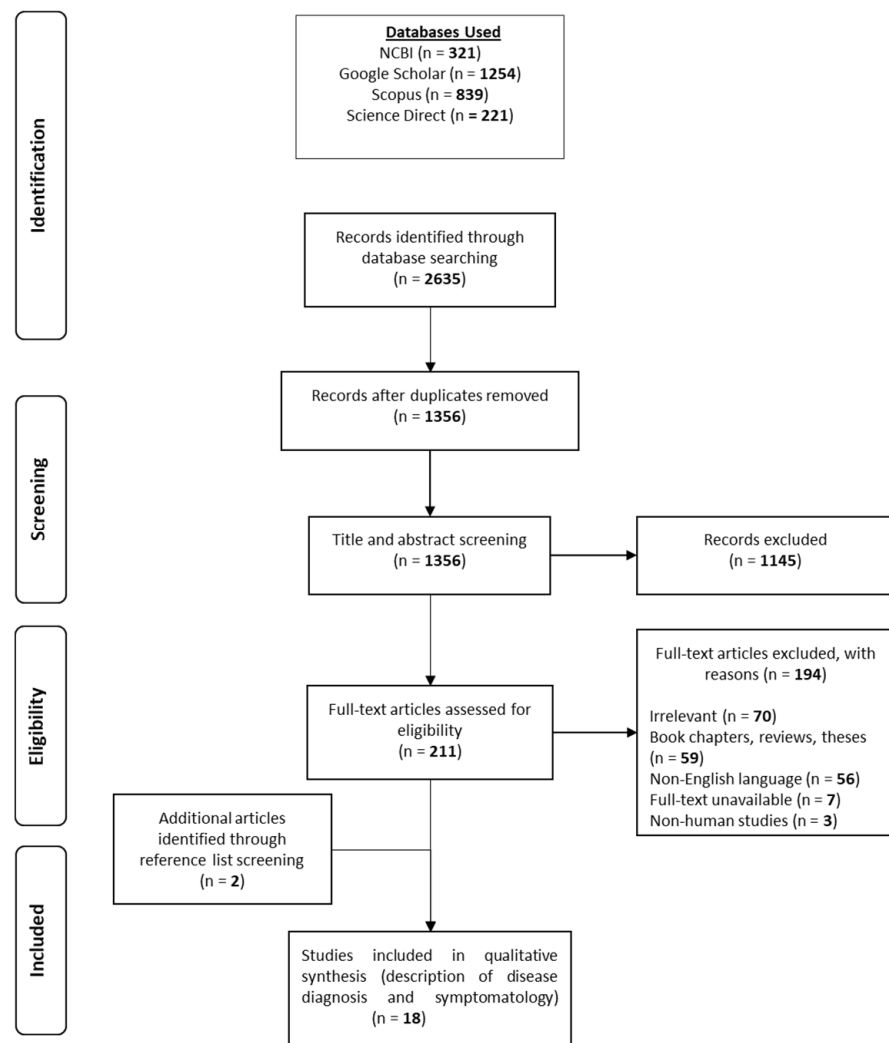 Identification
Databases Used
NCBI (n = 321)
Google Scholar (n = 1254)
Scopus (n = 839)
Science Direct (n = 221)
Records identified through
database searching
(n = 2635)
Screening
Records after duplicates removed
(n = 1356)
Title and abstract screening
(n = 1356)
Records excluded
(n = 1145)
Eligibility
Full-text articles assessed for
eligibility
(n = 211)
Full-text articles excluded, with
reasons (n = 194)
Irrelevant (n = 70)
Book chapters, reviews, theses
(n = 59)
Non-English language (n = 56)
Full-text unavailable (n = 7)
Non-human studies (n = 3)
Additional articles
identified through
reference list screening
(n = 2)
Included
Studies included in qualitative
synthesis (description of disease
diagnosis and symptomatology)
(n = 18)